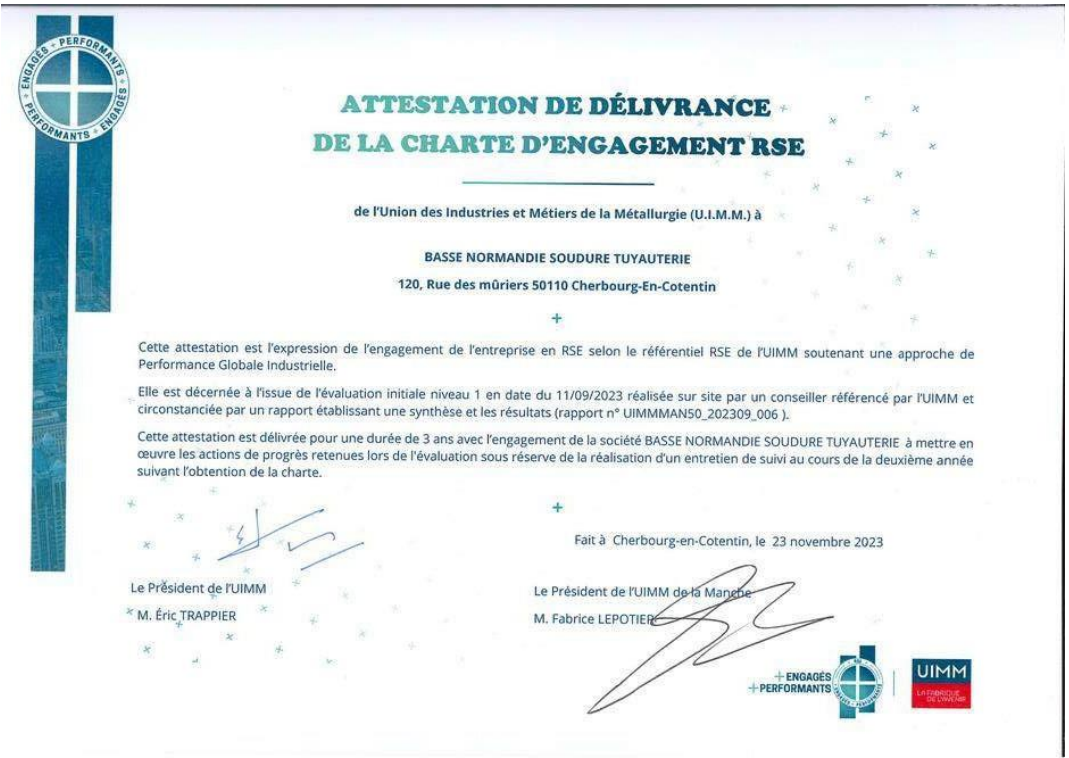 ENGAGÉS + PERFORMANTS + ENGAGÉS + PERFORMANTS +
ATTESTATION DE DÉLIVRANCE
DE LA CHARTE D'ENGAGEMENT RSE
de l'Union des Industries et Métiers de la Métallurgie (U.I.M.M.) à
BASSE NORMANDIE SOUDURE TUYAUTERIE
120, Rue des mûriers 50110 Cherbourg-En-Cotentin
Cette attestation est l'expression de l'engagement de l'entreprise en RSE selon le référentiel RSE de l'UIMM soutenant une approche de
Performance Globale Industrielle.
Elle est décernée à l'issue de l'évaluation initiale niveau 1 en date du 11/09/2023 réalisée sur site par un conseiller référencé par l'UIMM et
circonstanciée par un rapport établissant une synthèse et les résultats (rapport n° UIMMMAN50_202309_006 ).
Cette attestation est délivrée pour une durée de 3 ans avec l'engagement de la société BASSE NORMANDIE SOUDURE TUYAUTERIE à mettre en
œuvre les actions de progrès retenues lors de l'évaluation sous réserve de la réalisation d'un entretien de suivi au cours de la deuxième année
suivant l'obtention de la charte.
Fait à Cherbourg-en-Cotentin, le 23 novembre 2023
Le Président de l'UIMM
M. Éric TRAPPIER
Le Président de l'UIMM de la Manche
M. Fabrice LEPOTIER
+ ENGAGÉS
+ PERFORMANTS
UIMM
LA FABRIQUE
DE L'AVENIR